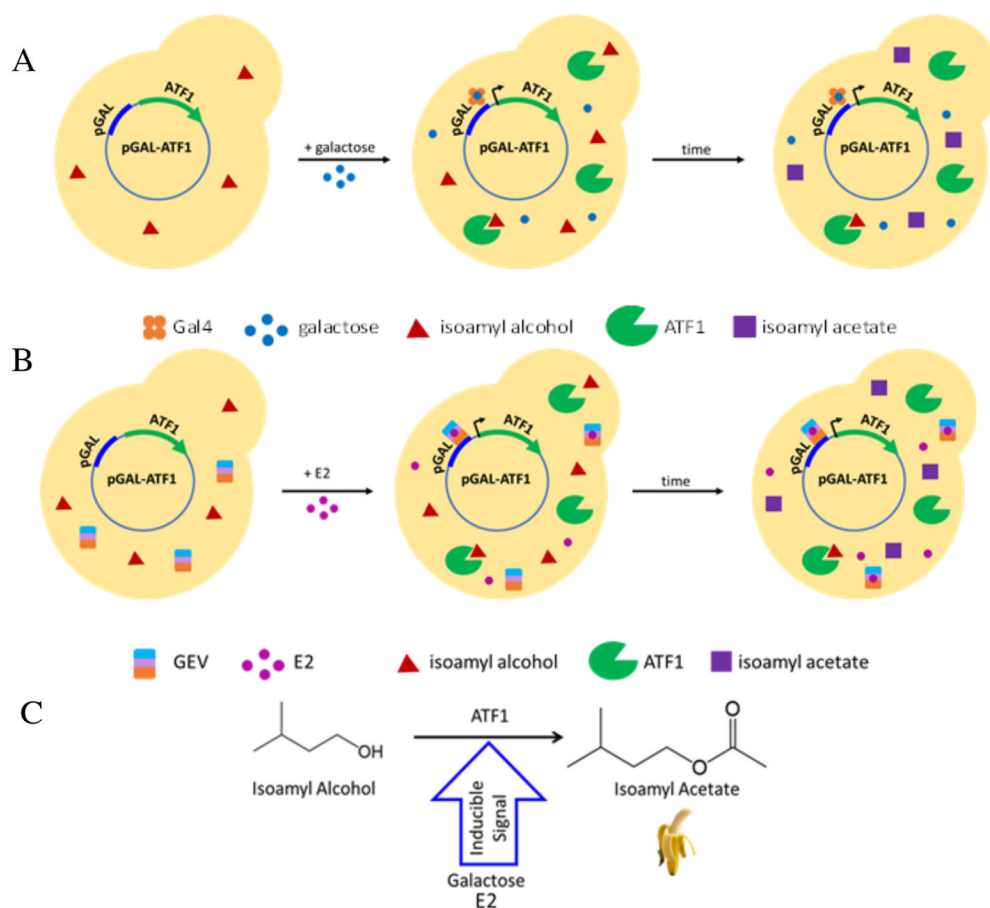 A
pGAL
ATF1
pGAL-ATF1
+ galactose
pGAL
ATF1
pGAL-ATF1
time
pGAL
ATF1
pGAL-ATF1
Gal4 galactose isoamyl alcohol ATF1 isoamyl acetate
B
pGAL
ATF1
pGAL-ATF1
+ E2
pGAL
ATF1
pGAL-ATF1
time
pGAL
ATF1
pGAL-ATF1
GEV E2 isoamyl alcohol ATF1 isoamyl acetate
C
OH
Isoamyl Alcohol
ATF1
Inducible
Signal
Galactose
E2
O
O
Isoamyl Acetate